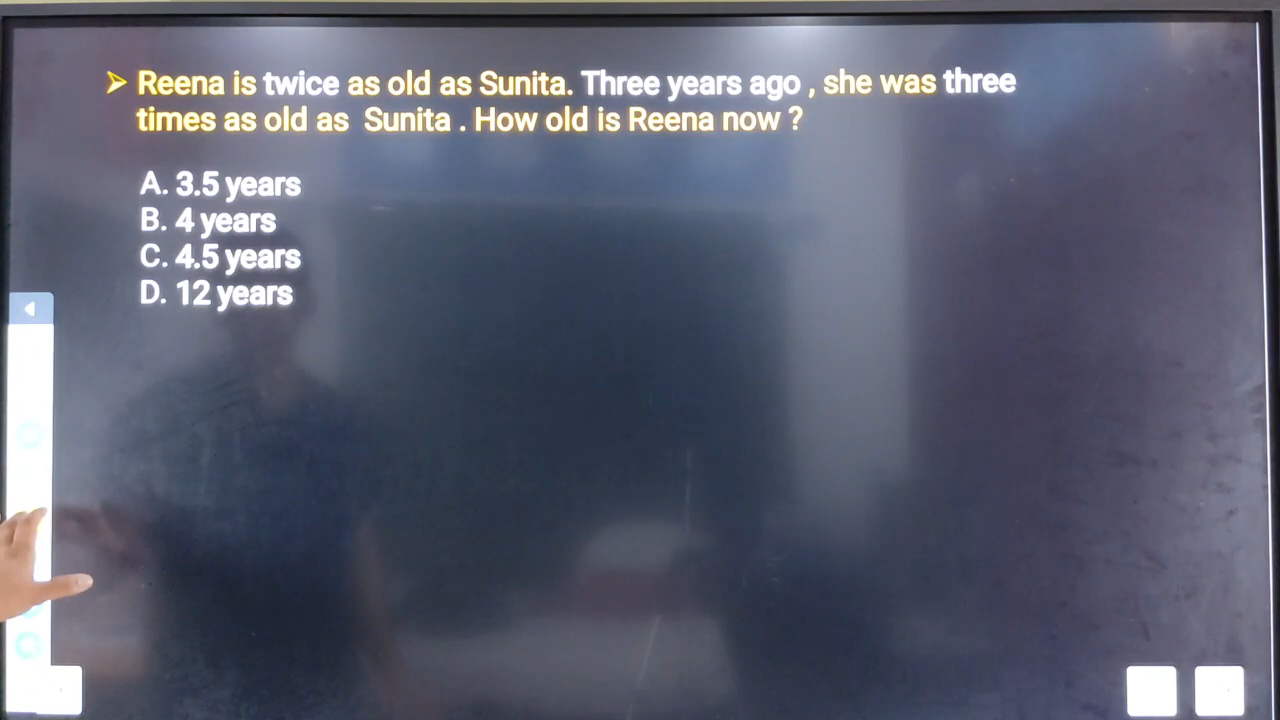 ➢ Reena is twice as old as Sunita. Three years ago , she was three
times as old as Sunita . How old is Reena now ?
A. 3.5 years
B. 4 years
C. 4.5 years
D. 12 years